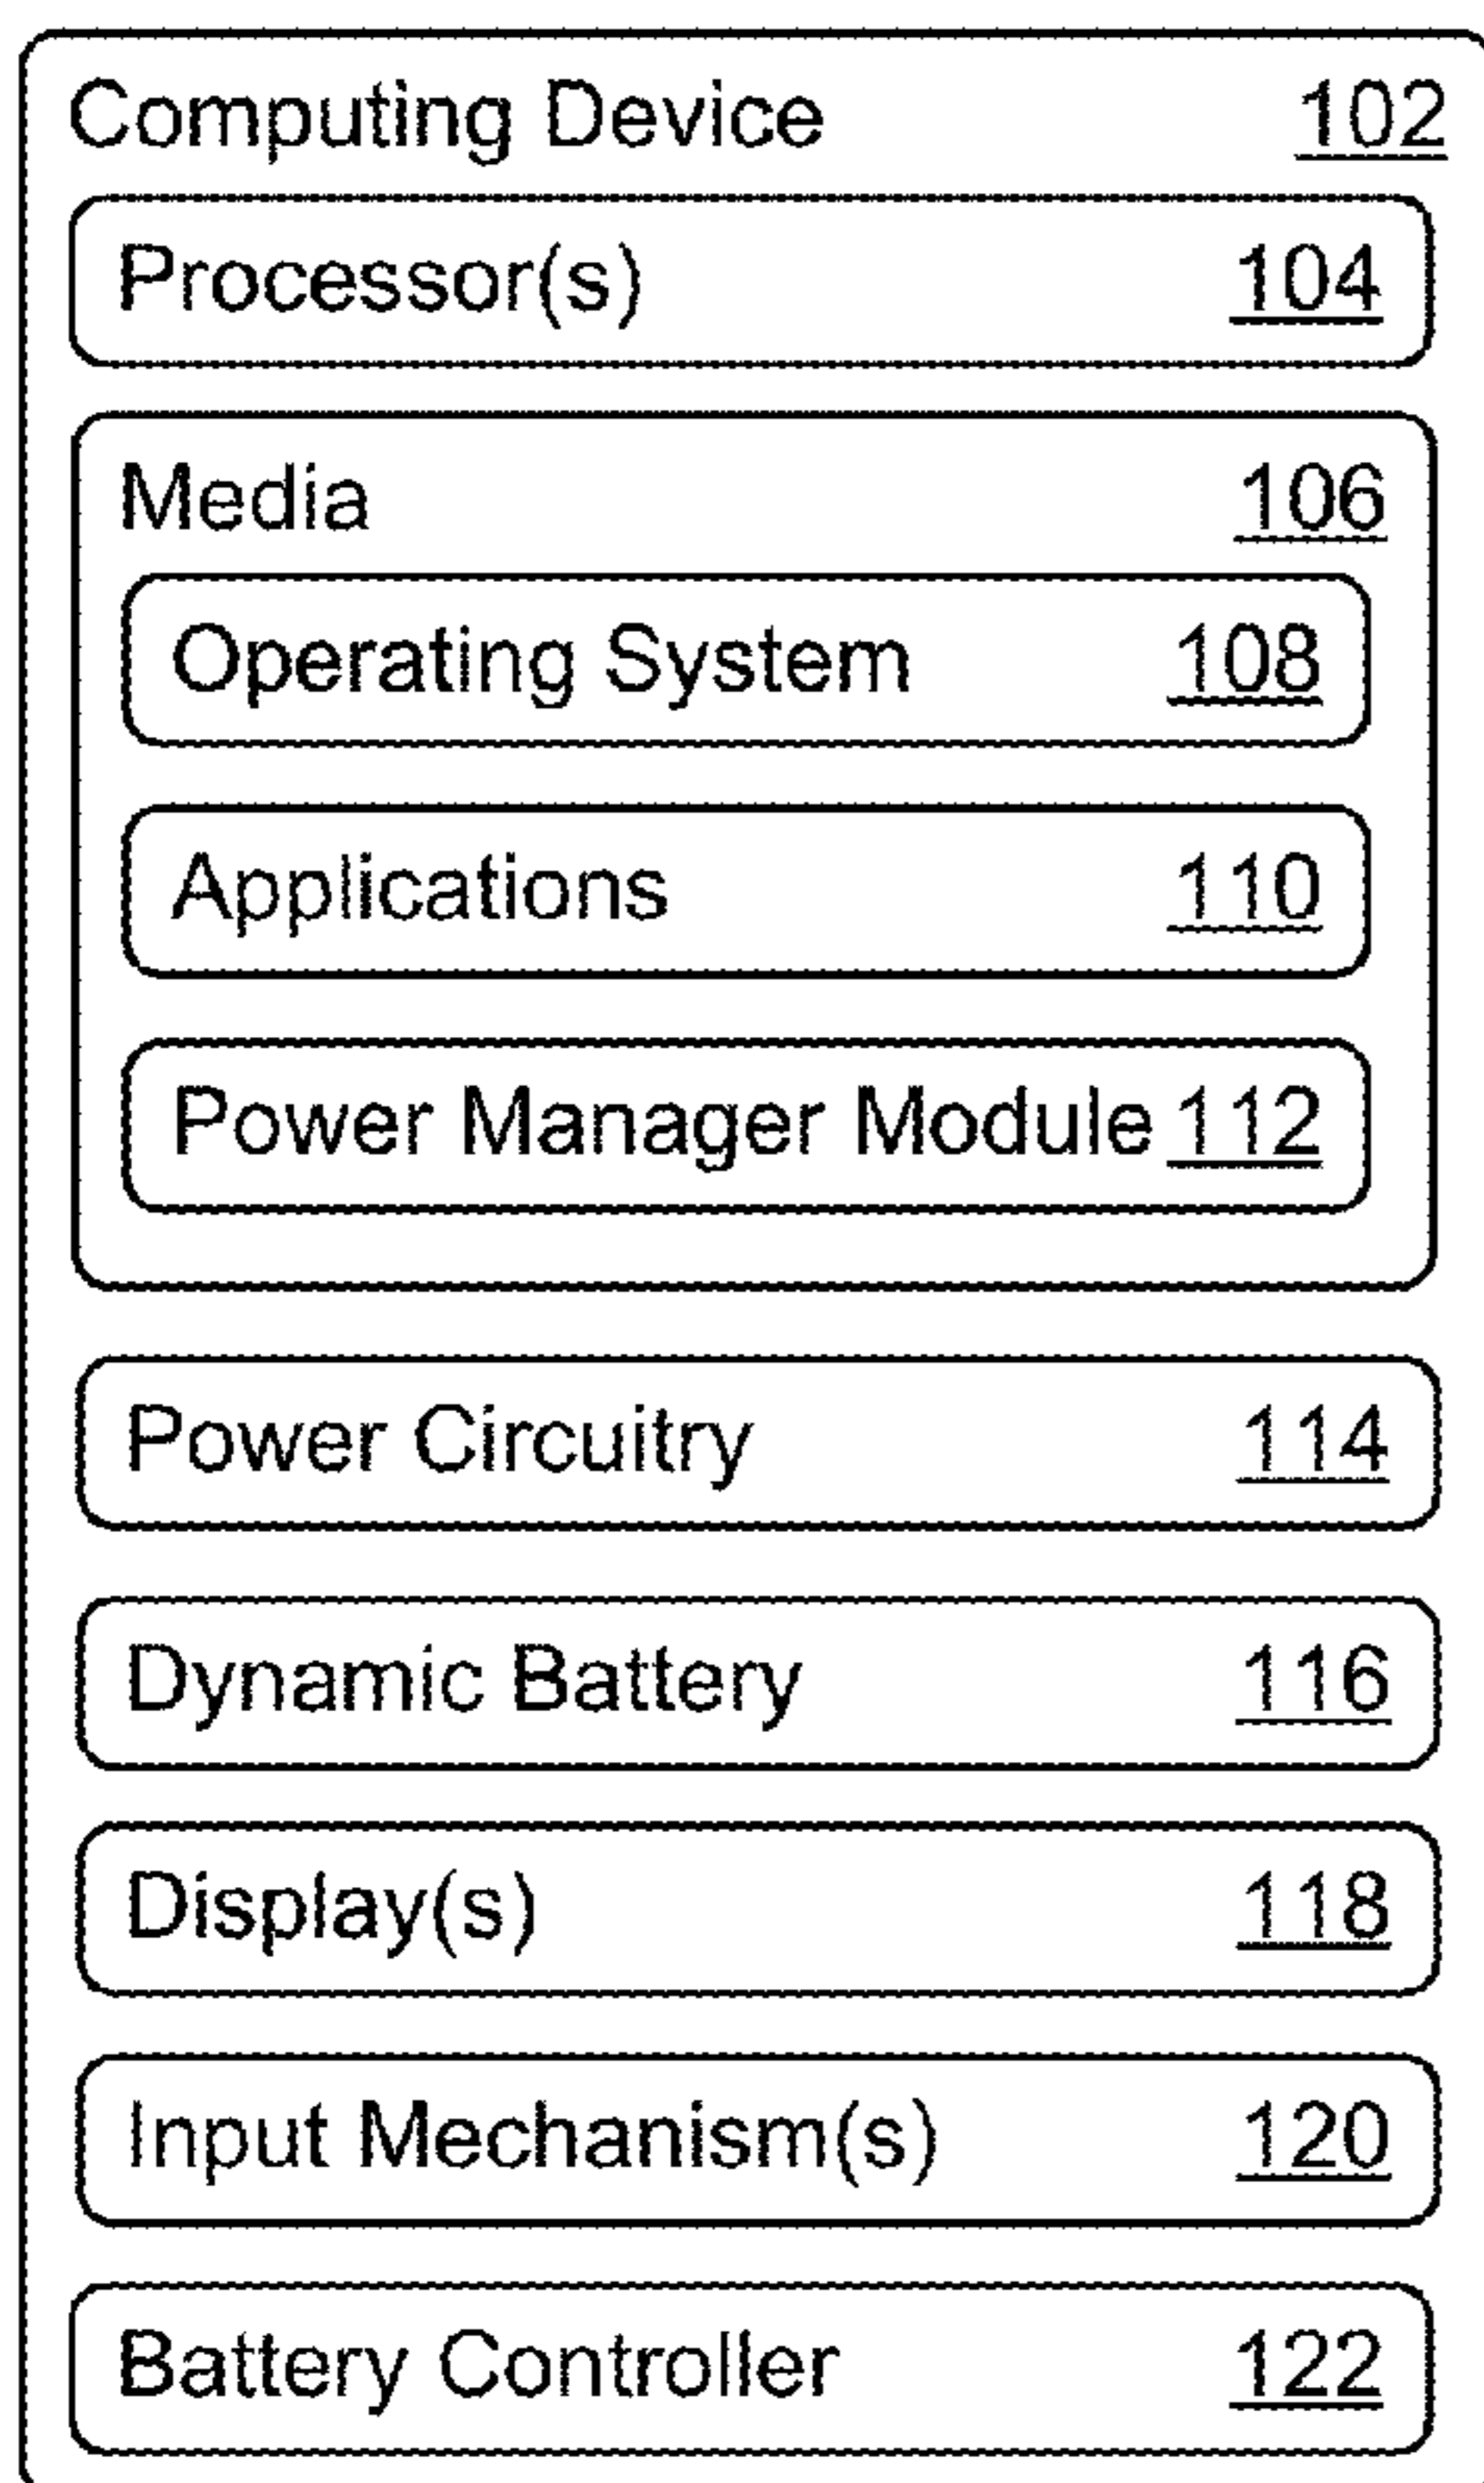 Computing Device 102
Processor(s) 104
Media 106
Operating System 108
Applications 110
Power Manager Module 112
Power Circuitry 114
Dynamic Battery 116
Display(s) 118
Input Mechanism(s) 120
Battery Controller 122